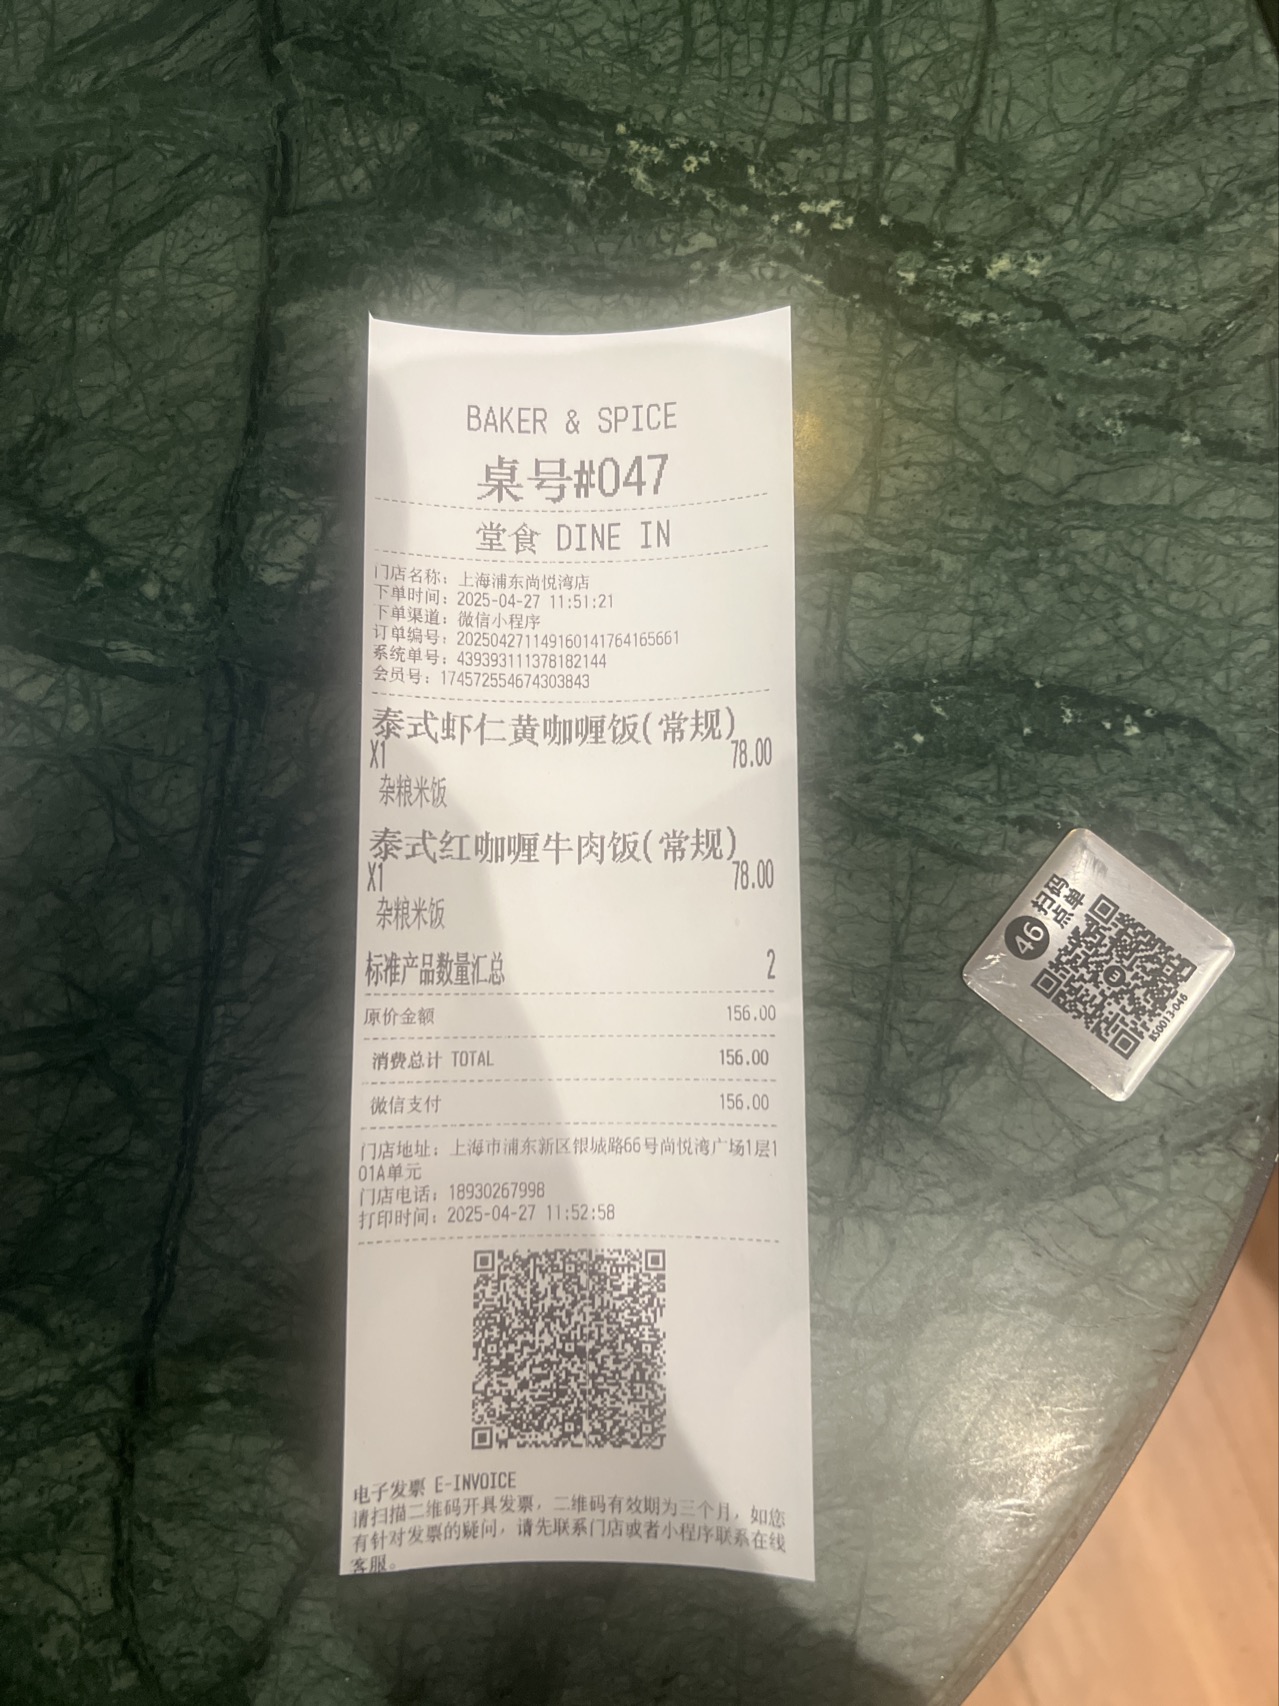 BAKER & SPICE
桌号#047
堂食 DINE IN
门店名称：上海浦东尚悦湾店
下单时间：2025-04-27 11:51:21
下单渠道：微信小程序
订单编号：202504271149160141764165661
系统单号：439393111378182144
会员号：1745725546743038​43
泰式虾仁黄咖喱饭(常规)
X1 78.00
杂粮米饭
泰式红咖喱牛肉饭(常规)
X1 78.00
杂粮米饭
标准产品数量汇总 2
原价金额 156.00
消费总计 TOTAL 156.00
微信支付 156.00
门店地址：上海市浦东新区银城路66号尚悦湾广场1层1
01A单元
门店电话：18930267998
打印时间：2025-04-27 11:52:58
电子发票 E-INVOICE
请扫描二维码开具发票，二维码有效期为三个月，如您
有针对发票的疑问，请先联系门店或者小程序联系在线
客服。
46
扫码
点单
BS0013-046